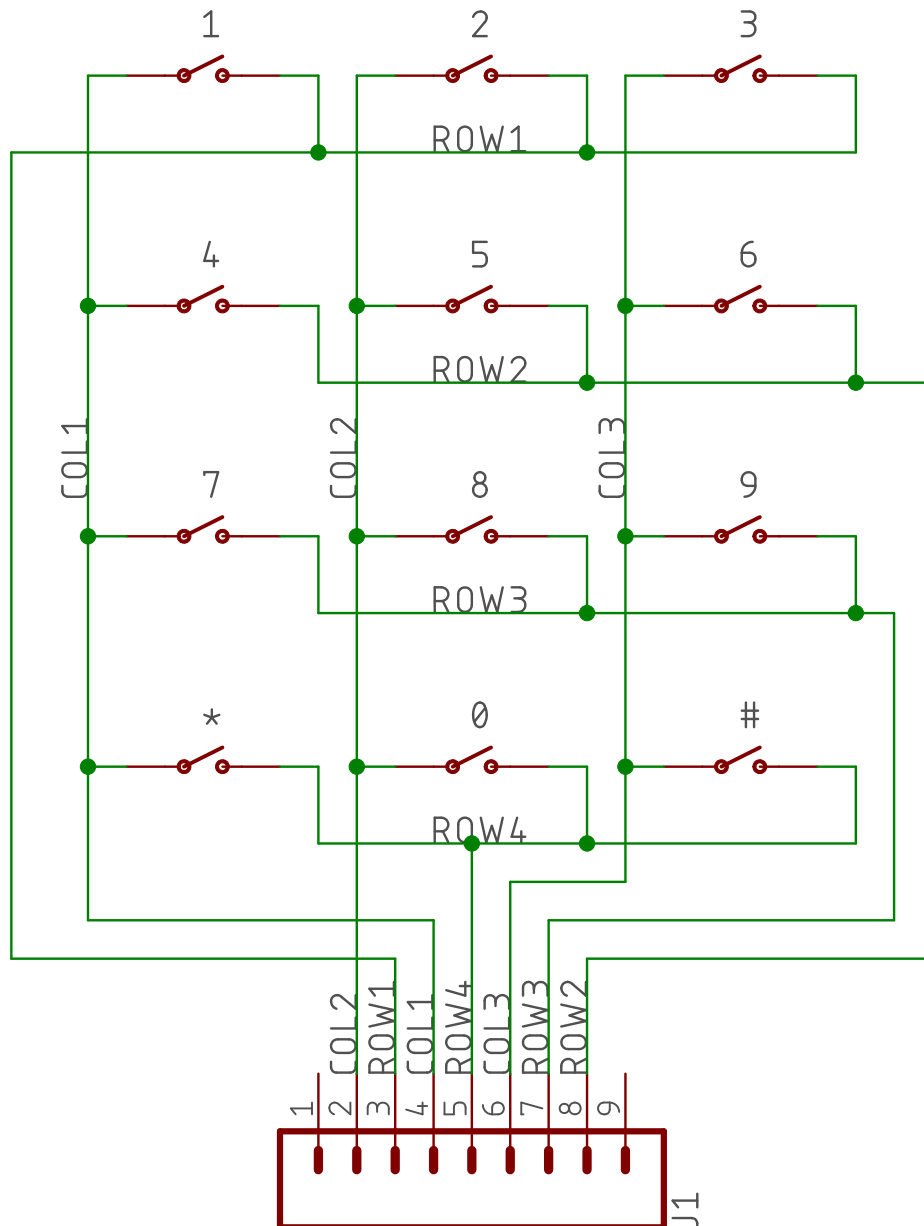 1 2 3
ROW1
4 5 6
ROW2
COL1 COL2 COL3
7 8 9
ROW3
* 0 #
ROW4
COL2 ROW1 COL1 ROW4 COL3 ROW3 ROW2
1 2 3 4 5 6 7 8 9
J1